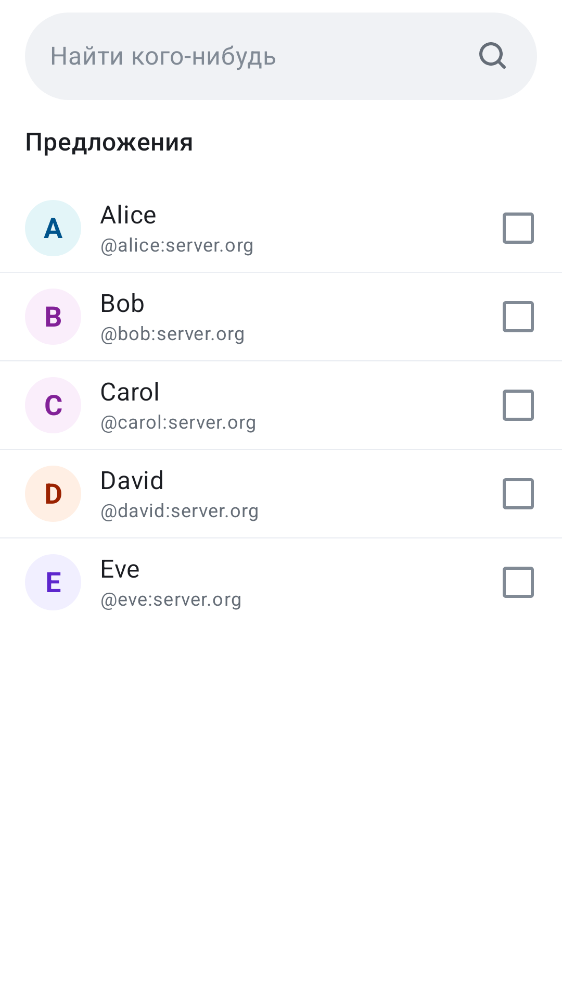 Найти кого-нибудь
Предложения
A
Alice
@alice:server.org
B
Bob
@bob:server.org
C
Carol
@carol:server.org
D
David
@david:server.org
E
Eve
@eve:server.org